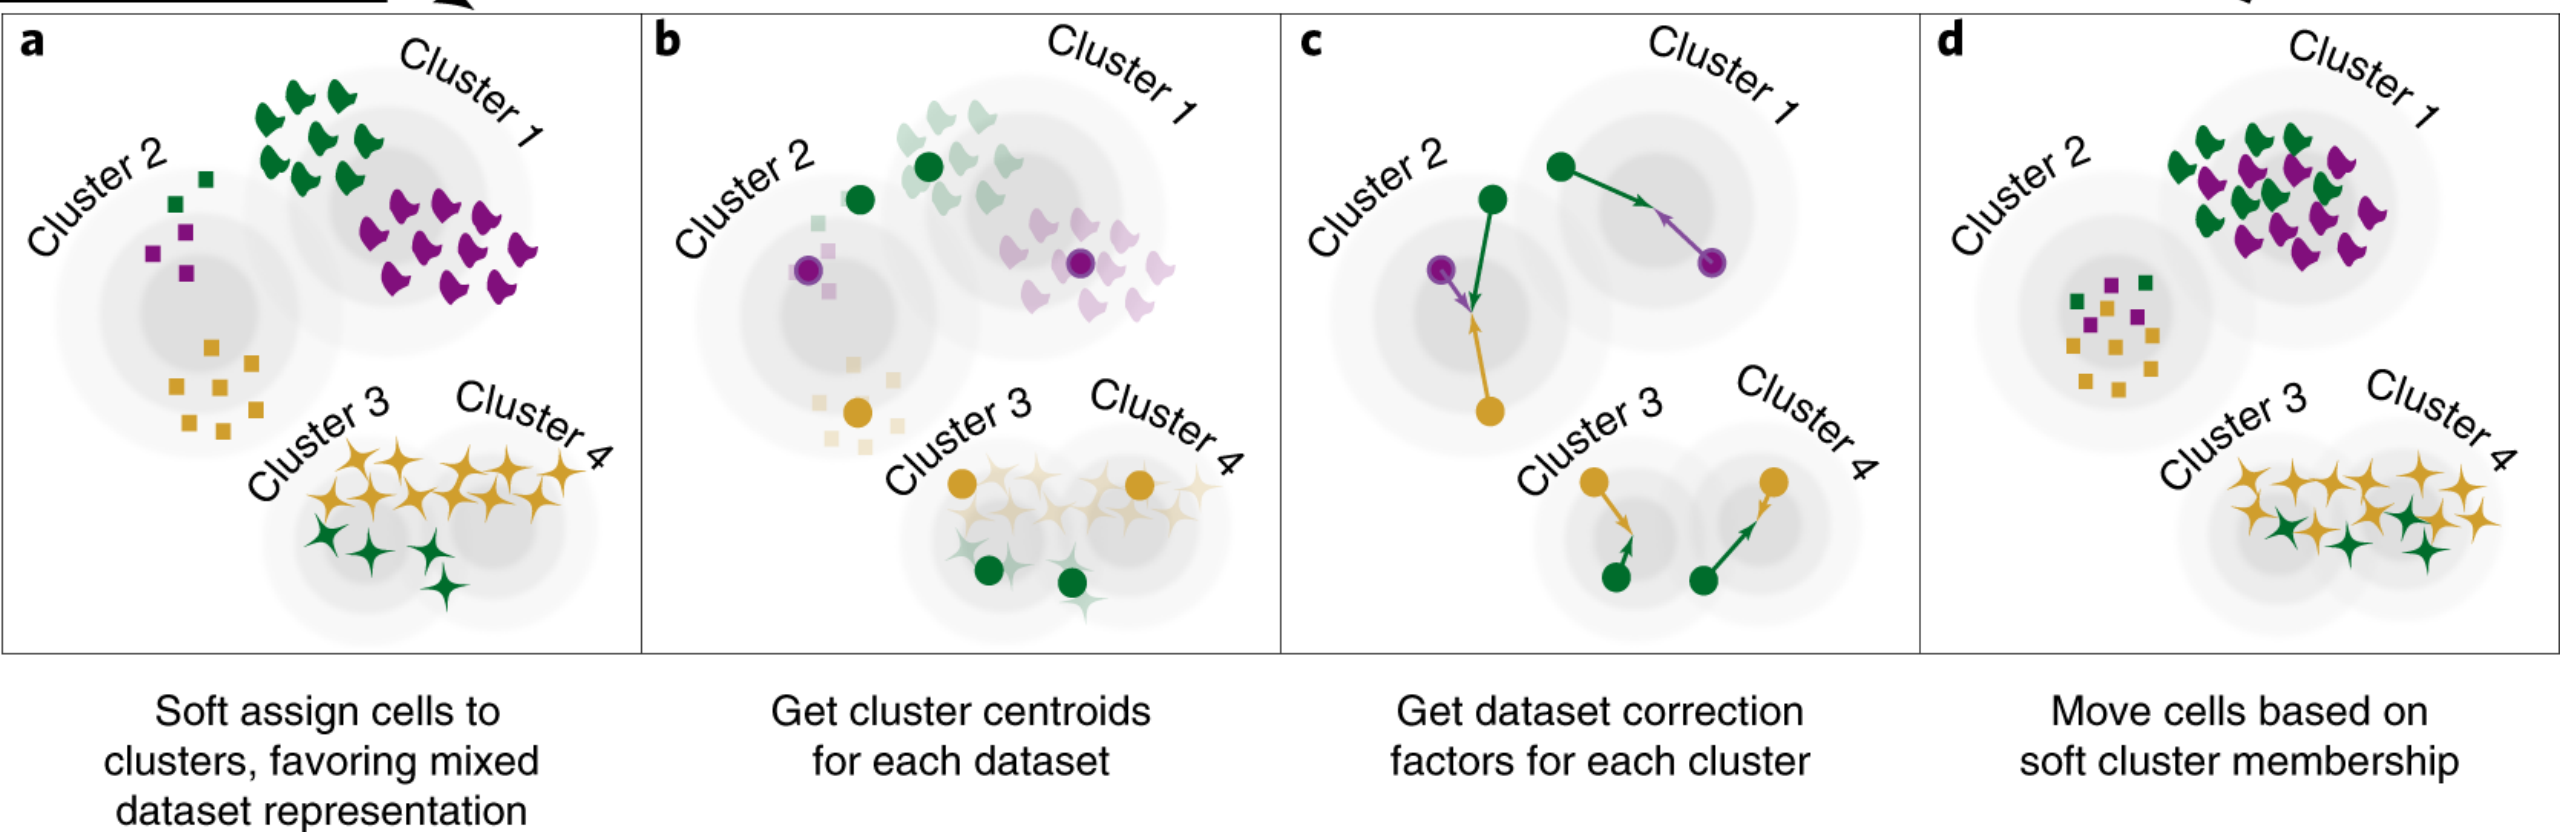 a
Cluster 1
Cluster 2
Cluster 3
Cluster 4
b
Cluster 1
Cluster 2
Cluster 3
Cluster 4
c
Cluster 1
Cluster 2
Cluster 3
Cluster 4
d
Cluster 1
Cluster 2
Cluster 3
Cluster 4
Soft assign cells to
clusters, favoring mixed
dataset representation
Get cluster centroids
for each dataset
Get dataset correction
factors for each cluster
Move cells based on
soft cluster membership